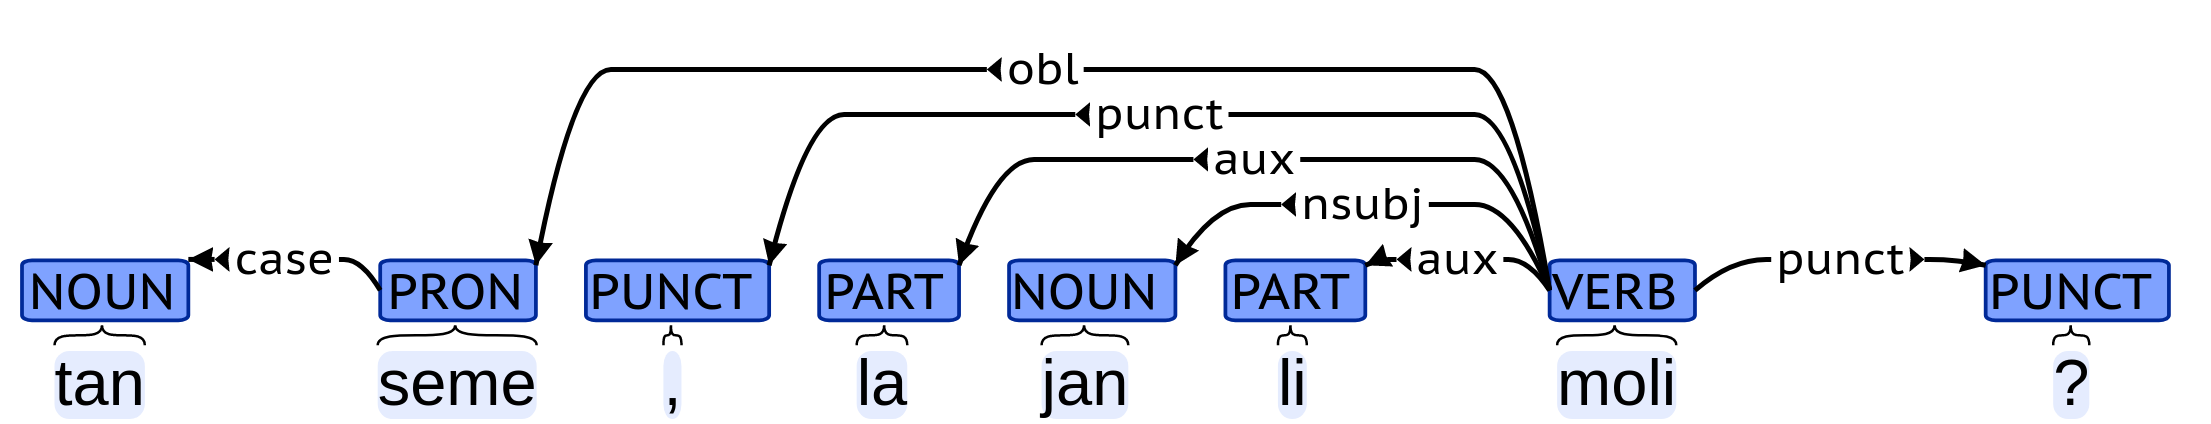 obl
punct
aux
nsubj
case aux punct
NOUN PRON PUNCT PART NOUN PART VERB PUNCT
tan seme , la jan li moli ?